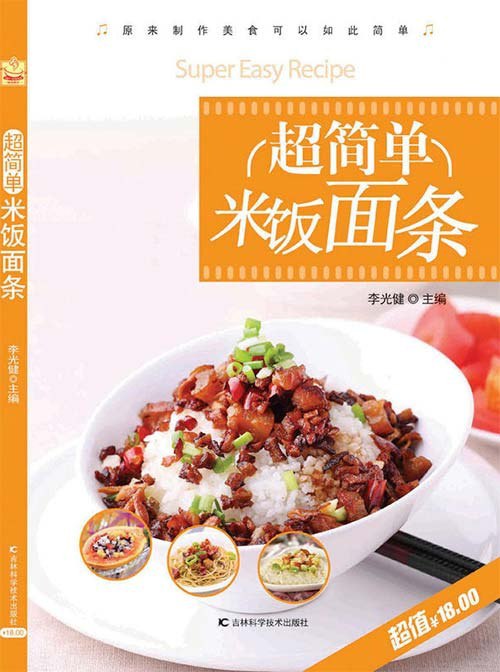 ♫ 原来制作美食可以如此简单 ♫
Super Easy Recipe
超简单
米饭面条
李光健◎主编
超值¥18.00
吉林科学技术出版社
超简单米饭面条
李光健◎主编
吉林科学技术出版社
¥18.00